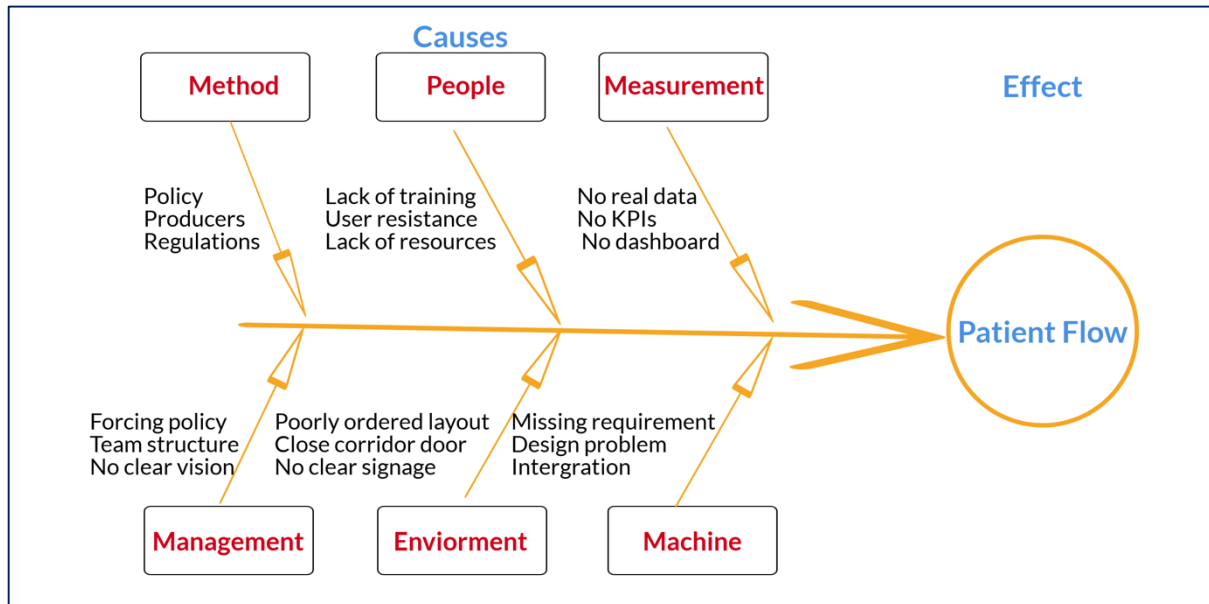 Causes
Effect
Method
People
Measurement
Policy
Producers
Regulations
Lack of training
User resistance
Lack of resources
No real data
No KPIs
No dashboard
Patient Flow
Forcing policy
Team structure
No clear vision
Poorly ordered layout
Close corridor door
No clear signage
Missing requirement
Design problem
Intergration
Management
Enviorment
Machine